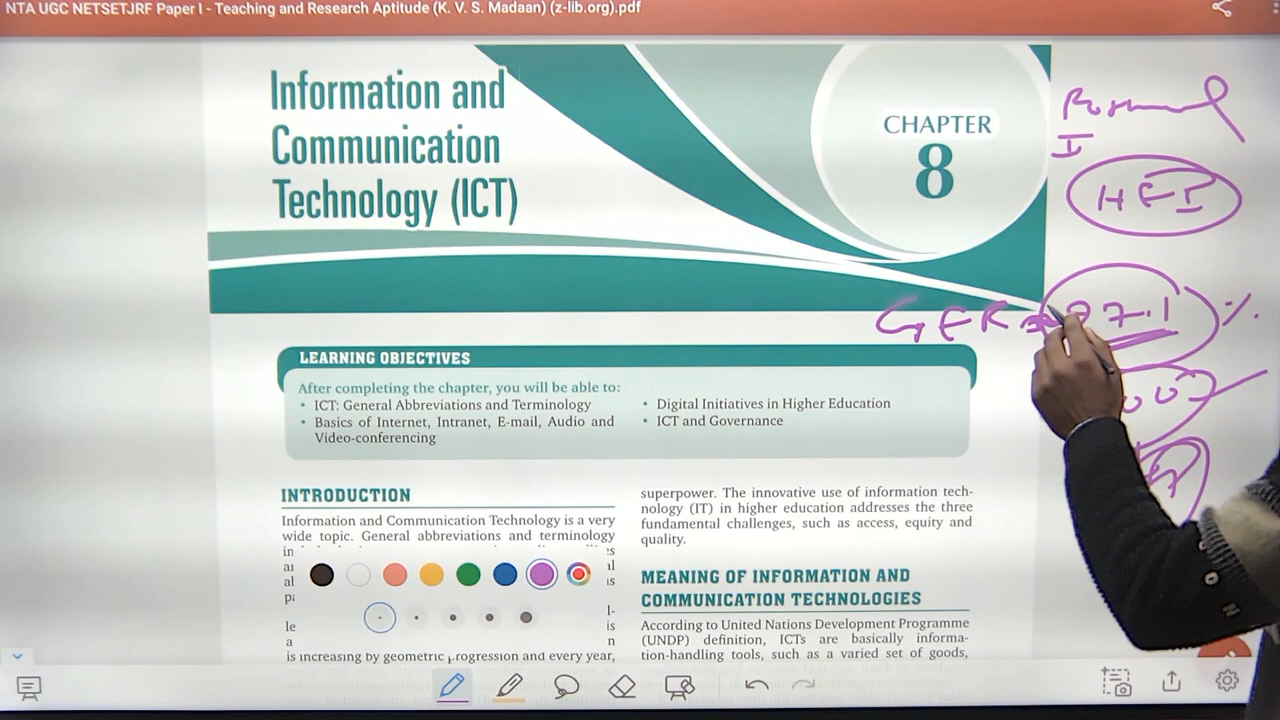 NTA UGC NETSETJRF Paper I - Teaching and Research Aptitude (K. V. S. Madaan) (z-lib.org).pdf
Information and
Communication
Technology (ICT)
CHAPTER
8
I
HEI
GER 27.1 %
LEARNING OBJECTIVES
After completing the chapter, you will be able to:
• ICT: General Abbreviations and Terminology
• Basics of Internet, Intranet, E-mail, Audio and
Video-conferencing
• Digital Initiatives in Higher Education
• ICT and Governance
INTRODUCTION
Information and Communication Technology is a very
wide topic. General abbreviations and terminology
in
al
le
is
a
n
is increasing by geometric progression and every year,
superpower. The innovative use of information tech-
nology (IT) in higher education addresses the three
fundamental challenges, such as access, equity and
quality.
MEANING OF INFORMATION AND
COMMUNICATION TECHNOLOGIES
According to United Nations Development Programme
(UNDP) definition, ICTs are basically informa-
tion-handling tools, such as a varied set of goods,